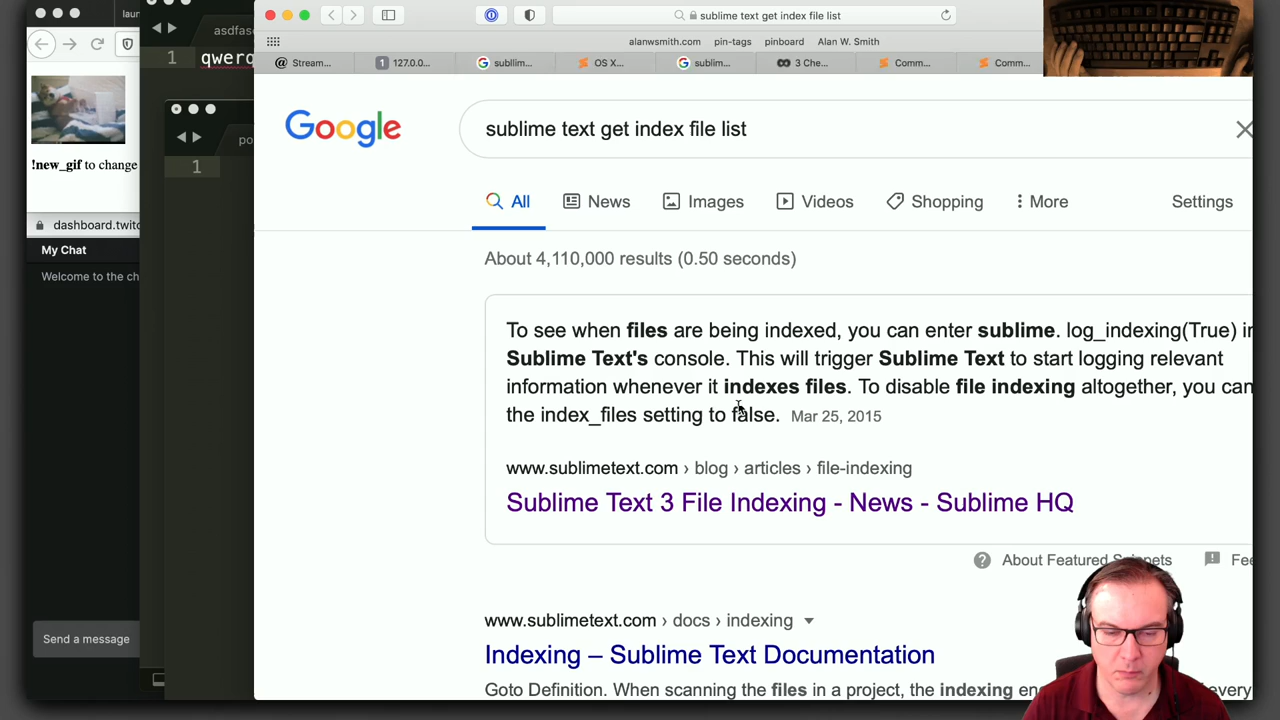 laun
asdfase
1
qwerq
!new_gif to change
dashboard.twitc
My Chat
Welcome to the ch
Send a message
po
1
sublime text get index file list
alanwsmith.com pin-tags pinboard Alan W. Smith
Stream... 127.0.0... subllim... OS X... sublim... 3 Che... Comm... Comm...
Google
sublime text get index file list
All News Images Videos Shopping More Settings
About 4,110,000 results (0.50 seconds)
To see when files are being indexed, you can enter sublime. log_indexing(True) in
Sublime Text's console. This will trigger Sublime Text to start logging relevant
information whenever it indexes files. To disable file indexing altogether, you can
the index_files setting to false. Mar 25, 2015
www.sublimetext.com › blog › articles › file-indexing
Sublime Text 3 File Indexing - News - Sublime HQ
About Featured Snippets Fee
www.sublimetext.com › docs › indexing
Indexing – Sublime Text Documentation
Goto Definition. When scanning the files in a project, the indexing en every